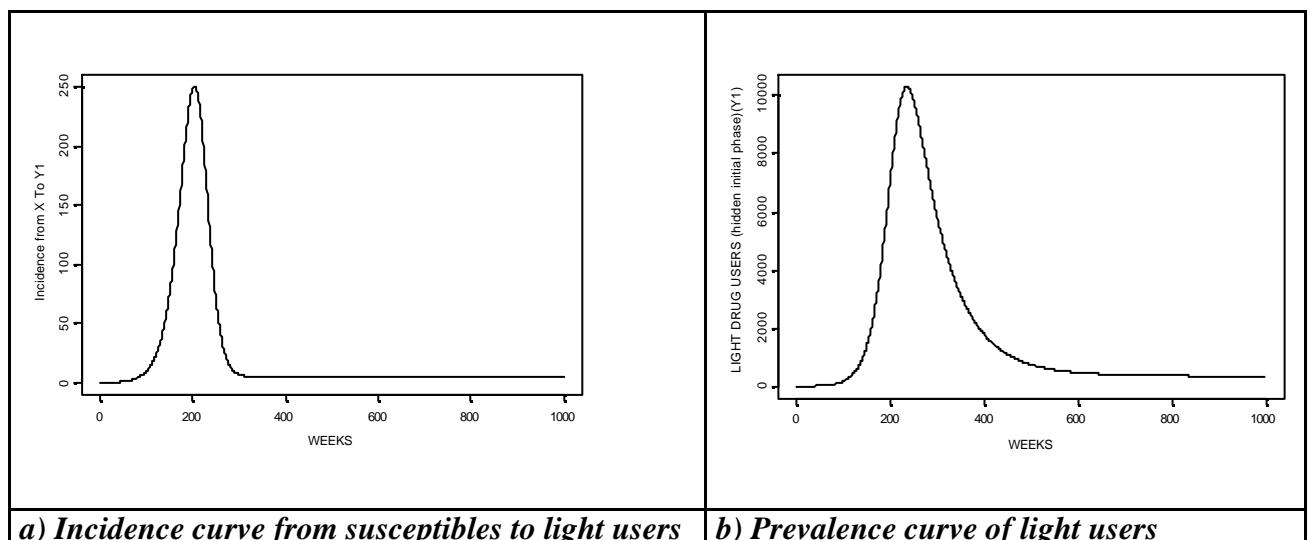 250
200
150
100
50
0
Incidence from X To Y1
0 200 400 600 800 1000
WEEKS
10000
8000
6000
4000
2000
0
LIGHT DRUG USERS (hidden initial phase)(Y1)
0 200 400 600 800 1000
WEEKS
a) Incidence curve from susceptibles to light users
b) Prevalence curve of light users